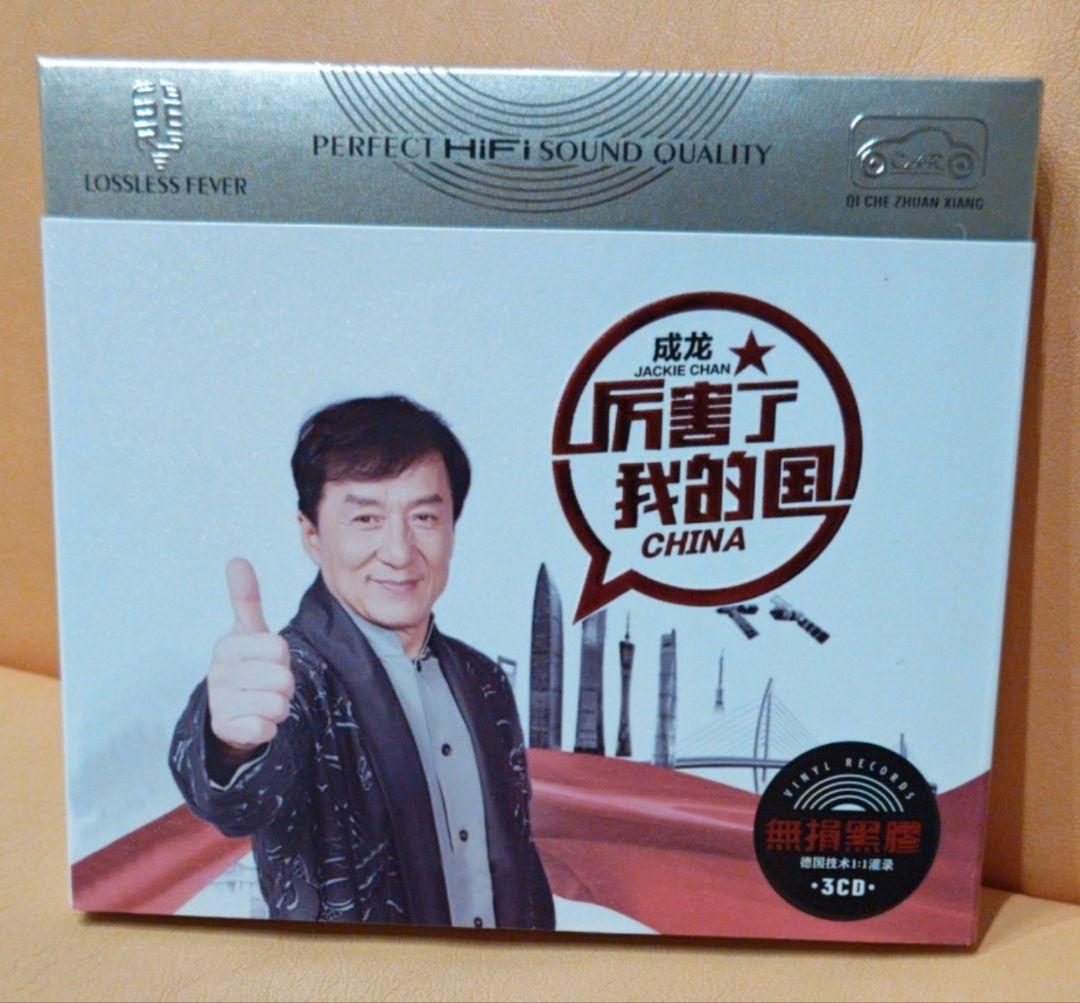 LOSSLESS FEVER
PERFECT HiFi SOUND QUALITY
CAR
QI CHE ZHUAN XIANG
成龙
JACKIE CHAN
厉害了
我的国
CHINA
VINYL RECORDS
無損黑膠
德国技术1:1灌录
·3CD·